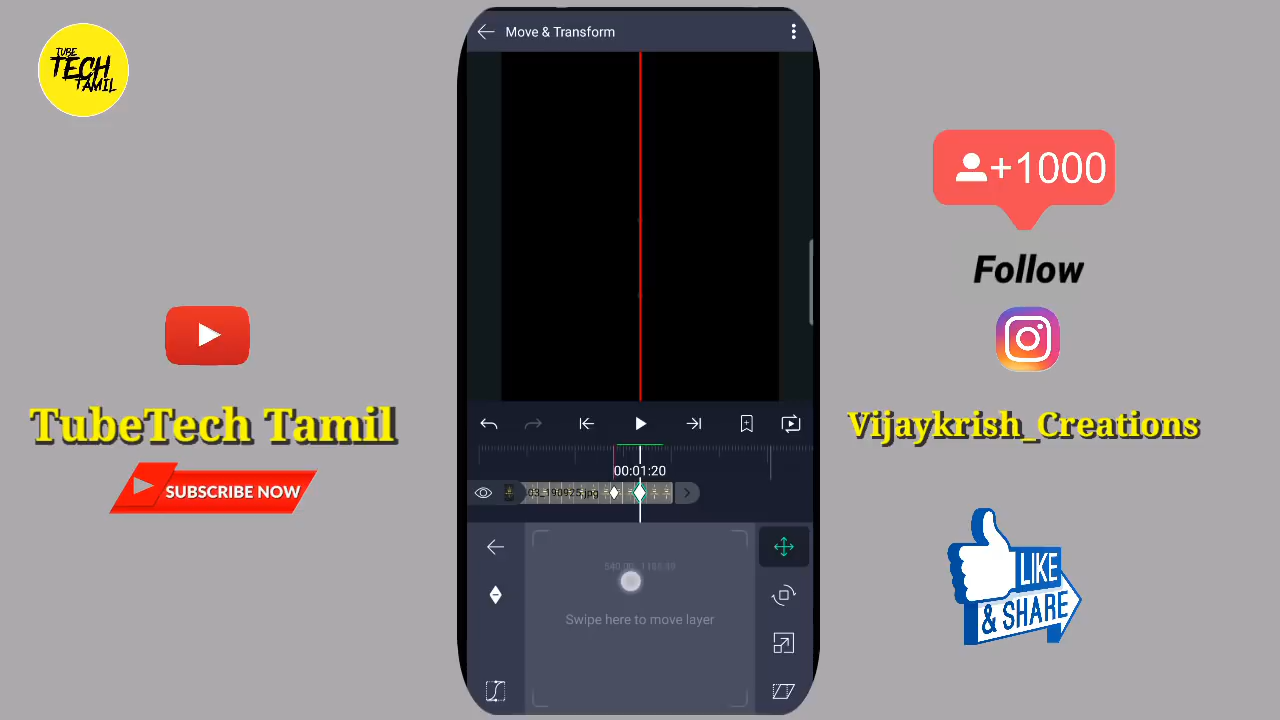 TUBE
TECH
TAMIL
Move & Transform
+1000
Follow
TubeTech Tamil
SUBSCRIBE NOW
Vijaykrish_Creations
00:01:20
Swipe here to move layer
LIKE
& SHARE